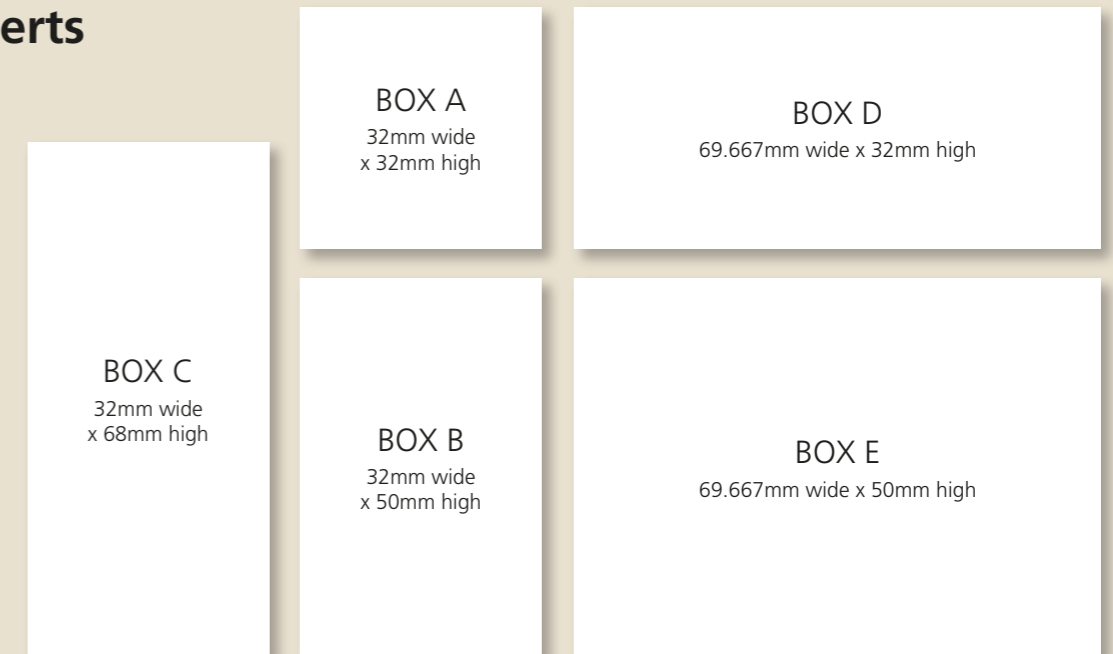 erts
BOX A
32mm wide
x 32mm high
BOX D
69.667mm wide x 32mm high
BOX C
32mm wide
x 68mm high
BOX B
32mm wide
x 50mm high
BOX E
69.667mm wide x 50mm high